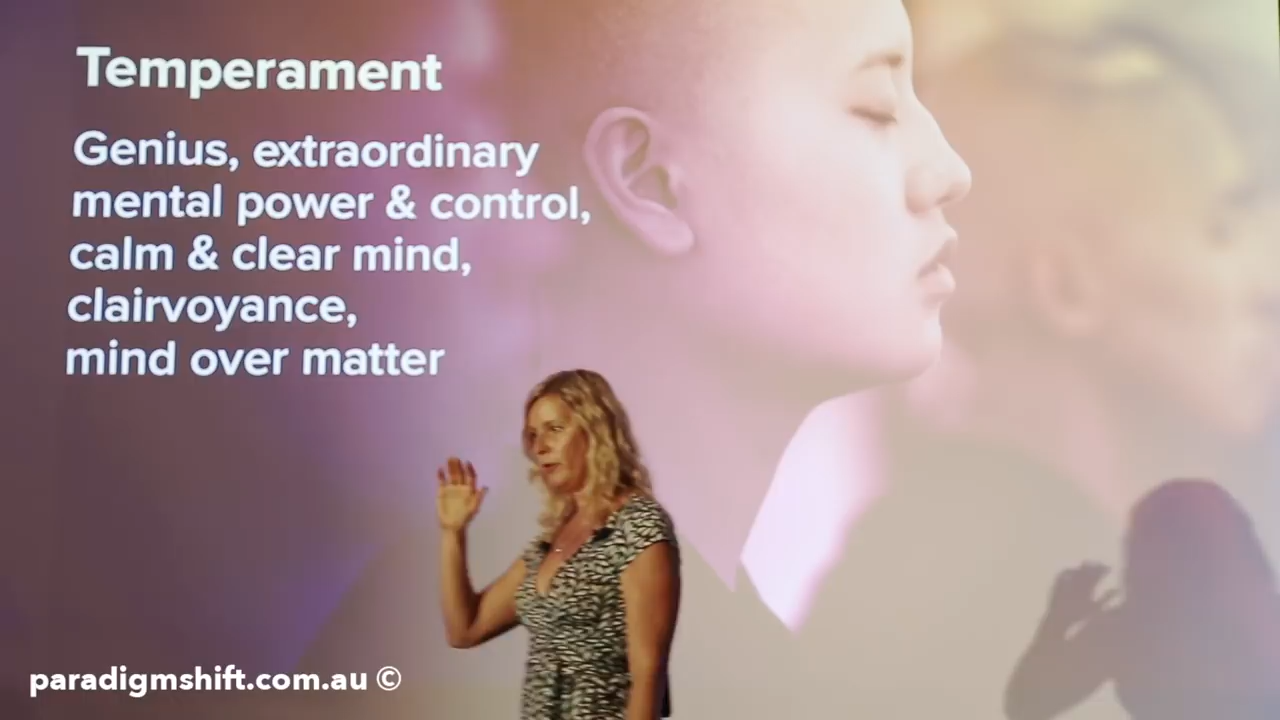 Temperament
Genius, extraordinary
mental power & control,
calm & clear mind,
clairvoyance,
mind over matter
paradigmshift.com.au ©